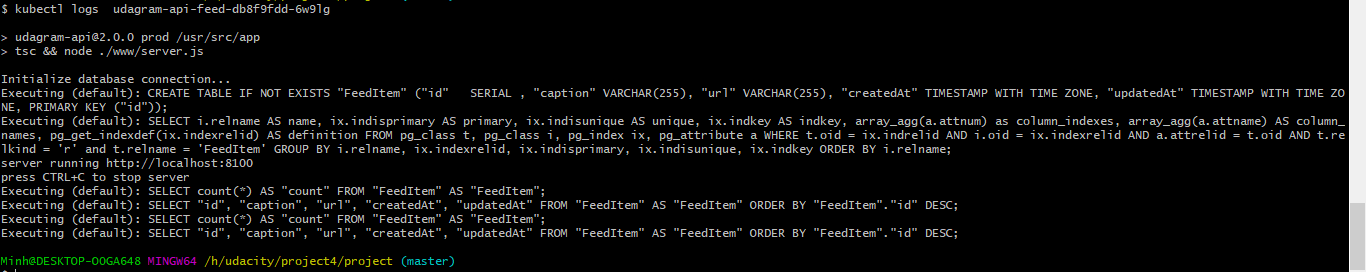 $ kubectl logs  udagram-api-feed-db8f9fdd-6w9lg
> udagram-api@2.0.0 prod /usr/src/app
> tsc && node ./www/server.js
Initialize database connection...
Executing (default): CREATE TABLE IF NOT EXISTS "FeedItem" ("id"   SERIAL , "caption" VARCHAR(255), "url" VARCHAR(255), "createdAt" TIMESTAMP WITH TIME ZONE, "updatedAt" TIMESTAMP WITH TIME ZO
NE, PRIMARY KEY ("id"));
Executing (default): SELECT i.relname AS name, ix.indisprimary AS primary, ix.indisunique AS unique, ix.indkey AS indkey, array_agg(a.attnum) as column_indexes, array_agg(a.attname) AS column_
names, pg_get_indexdef(ix.indexrelid) AS definition FROM pg_class t, pg_class i, pg_index ix, pg_attribute a WHERE t.oid = ix.indrelid AND i.oid = ix.indexrelid AND a.attrelid = t.oid AND t.re
lkind = 'r' and t.relname = 'FeedItem' GROUP BY i.relname, ix.indexrelid, ix.indisprimary, ix.indisunique, ix.indkey ORDER BY i.relname;
server running http://localhost:8100
press CTRL+C to stop server
Executing (default): SELECT count(*) AS "count" FROM "FeedItem" AS "FeedItem";
Executing (default): SELECT "id", "caption", "url", "createdAt", "updatedAt" FROM "FeedItem" AS "FeedItem" ORDER BY "FeedItem"."id" DESC;
Executing (default): SELECT count(*) AS "count" FROM "FeedItem" AS "FeedItem";
Executing (default): SELECT "id", "caption", "url", "createdAt", "updatedAt" FROM "FeedItem" AS "FeedItem" ORDER BY "FeedItem"."id" DESC;
Minh@DESKTOP-OOGA648 MINGW64 /h/udacity/project4/project (master)